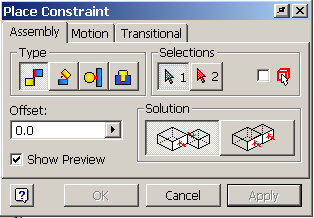 Place Constraint
Assembly Motion Transitional
Type Selections
1 2
Offset: Solution
0.0
Show Preview
? OK Cancel Apply